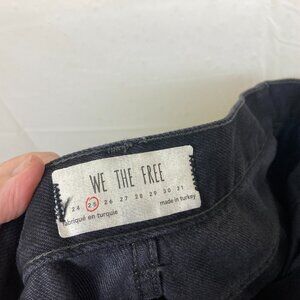 WE THE FREE
24 25 26 27 28 29 30 31
fabriqué en turquie made in turkey